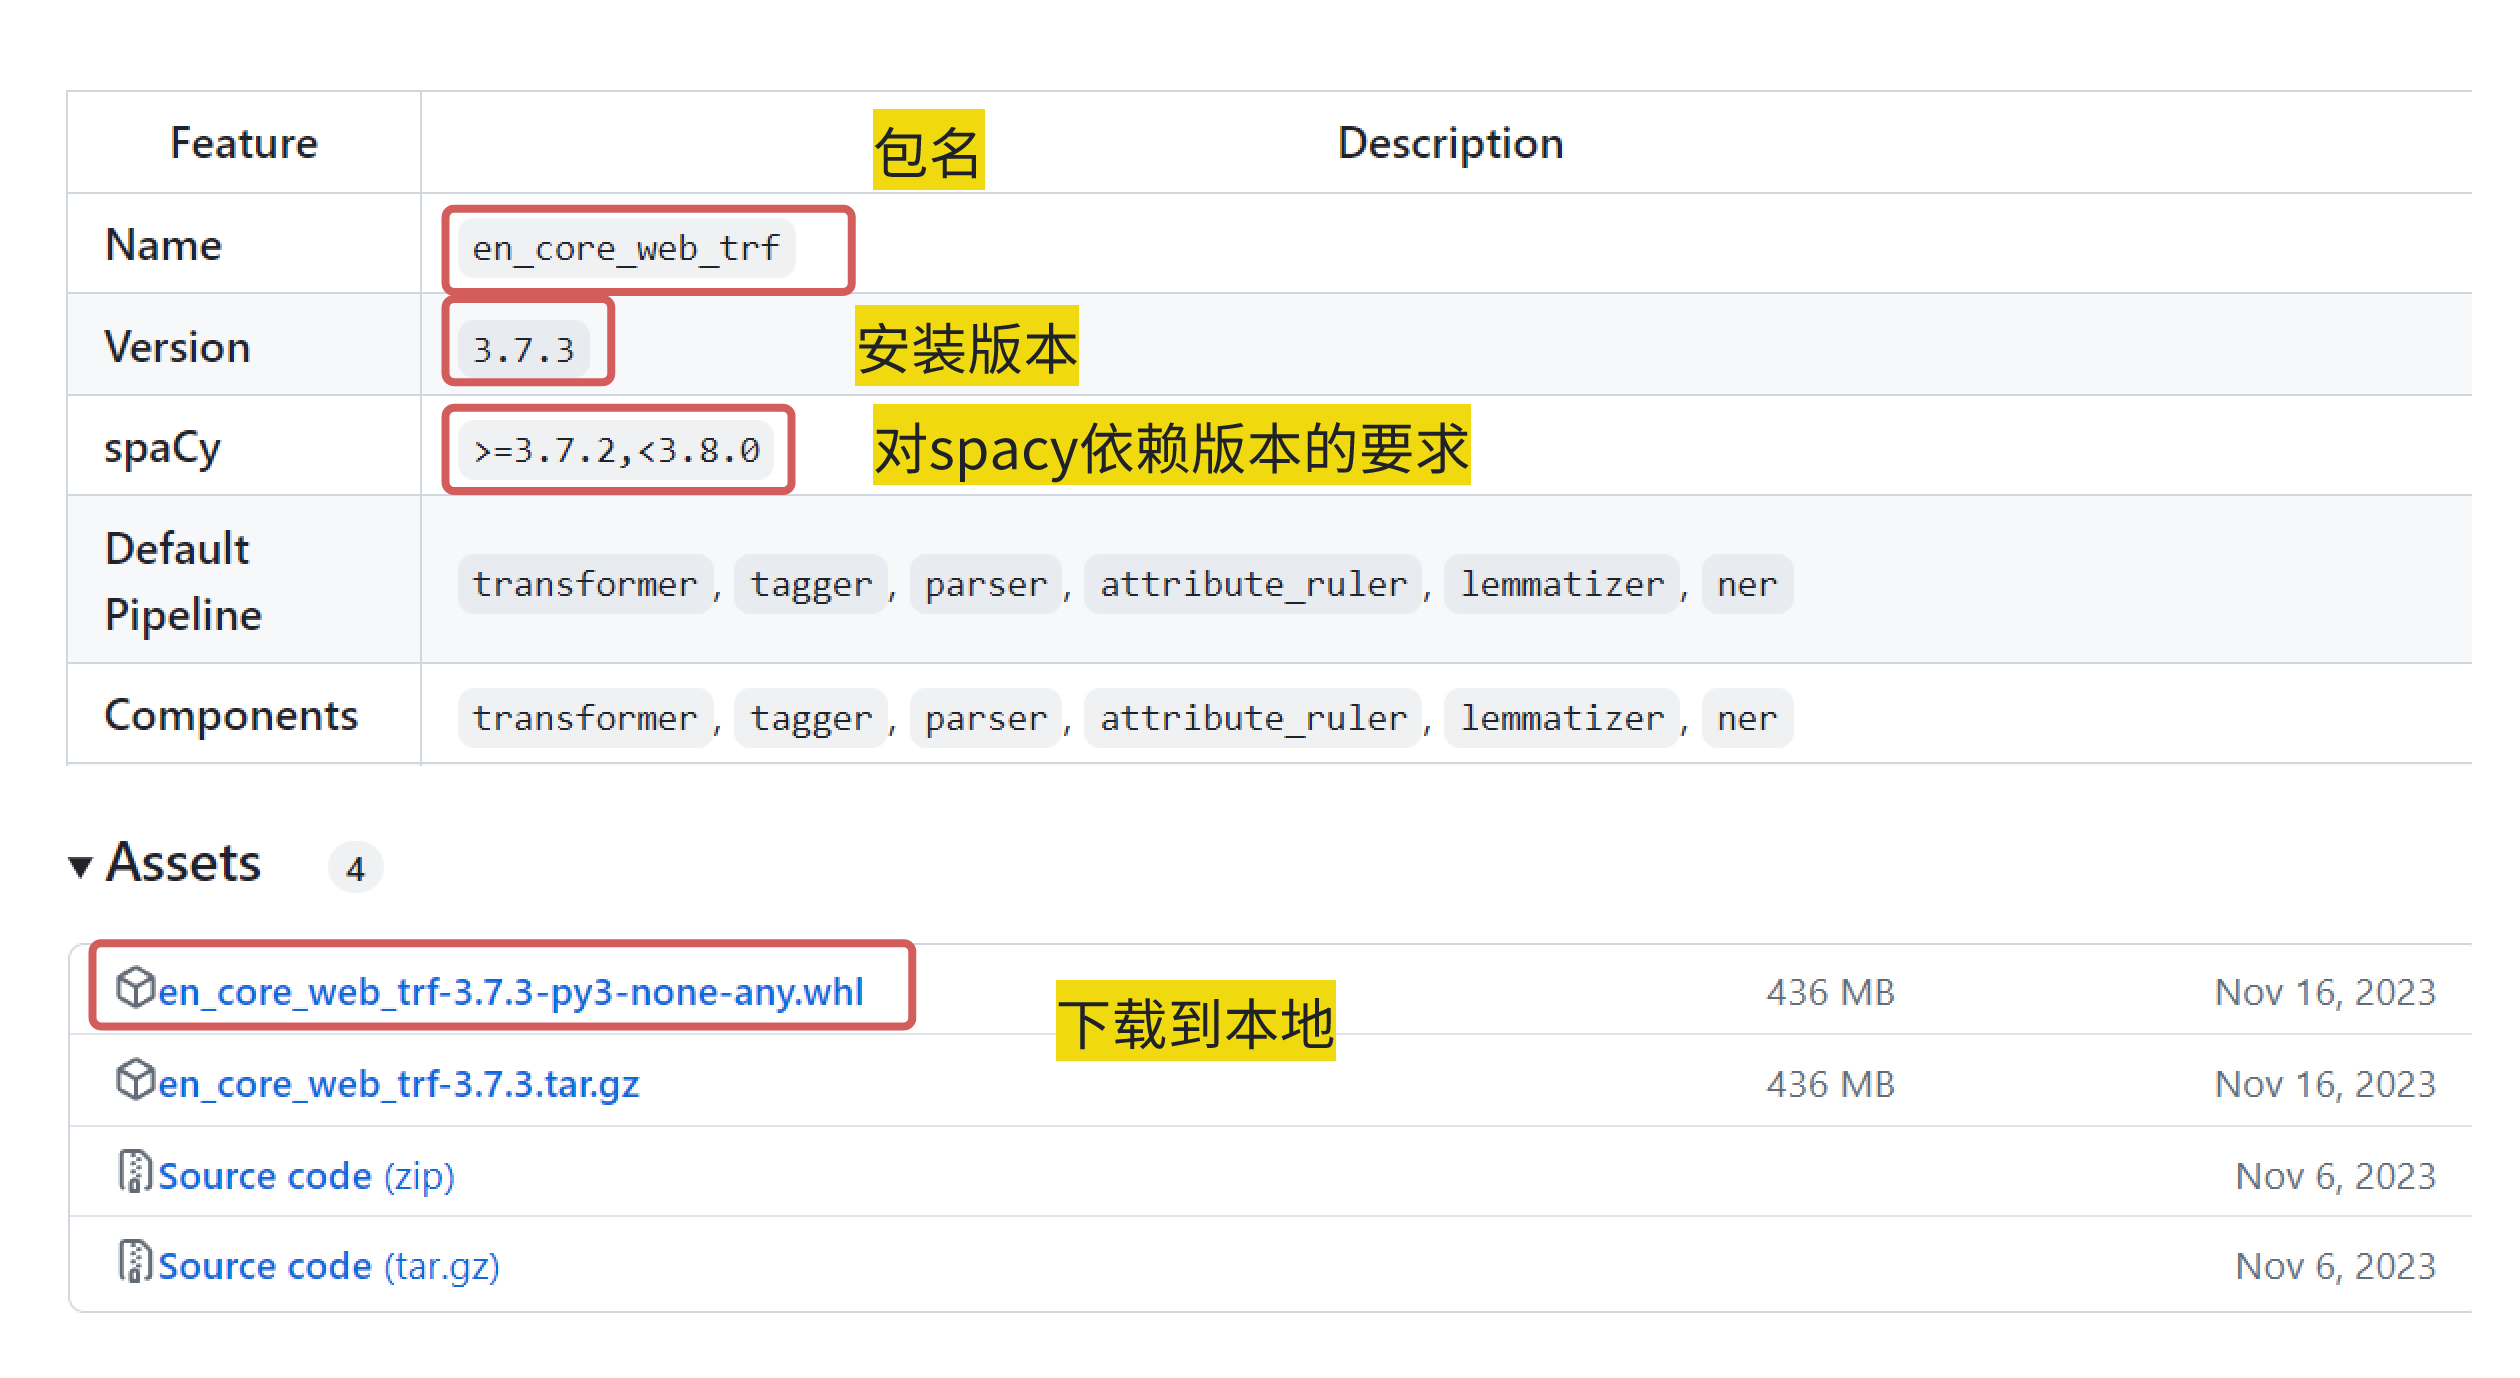 Feature 包名 Description
Name en_core_web_trf
Version 3.7.3 安装版本
spaCy >=3.7.2,<3.8.0 对spacy依赖版本的要求
Default
Pipeline
transformer, tagger, parser, attribute_ruler, lemmatizer, ner
Components transformer, tagger, parser, attribute_ruler, lemmatizer, ner
Assets 4
en_core_web_trf-3.7.3-py3-none-any.whl 436 MB Nov 16, 2023
下载到本地
en_core_web_trf-3.7.3.tar.gz 436 MB Nov 16, 2023
Source code (zip) Nov 6, 2023
Source code (tar.gz) Nov 6, 2023